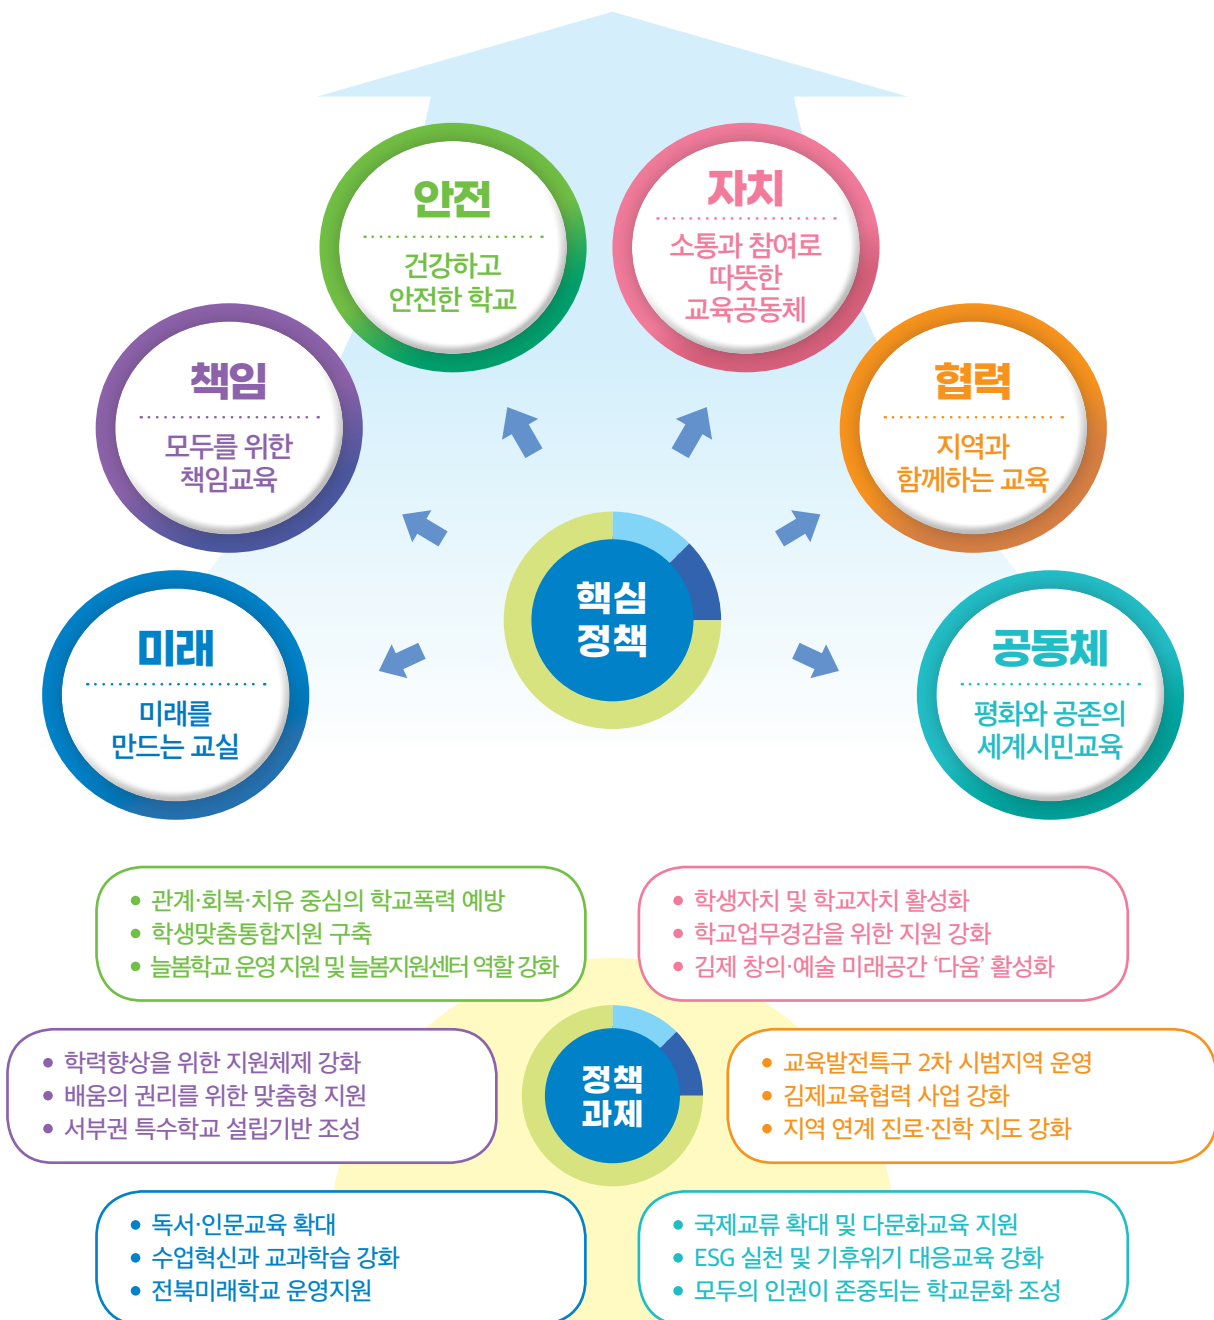 안전
건강하고
안전한 학교
자치
소통과 참여로
따뜻한
교육공동체
책임
모두를 위한
책임교육
협력
지역과
함께하는 교육
핵심
정책
미래
미래를
만드는 교실
공동체
평화와 공존의
세계시민교육
• 관계·회복·치유 중심의 학교폭력 예방
• 학생맞춤통합지원 구축
• 늘봄학교 운영 지원 및 늘봄지원센터 역할 강화
• 학생자치 및 학교자치 활성화
• 학교업무경감을 위한 지원 강화
• 김제 창의·예술 미래공간 ‘다움’ 활성화
• 학력향상을 위한 지원체제 강화
• 배움의 권리를 위한 맞춤형 지원
• 서부권 특수학교 설립기반 조성
정책
과제
• 교육발전특구 2차 시범지역 운영
• 김제교육협력 사업 강화
• 지역 연계 진로·진학 지도 강화
• 독서·인문교육 확대
• 수업혁신과 교과학습 강화
• 전북미래학교 운영지원
• 국제교류 확대 및 다문화교육 지원
• ESG 실천 및 기후위기 대응교육 강화
• 모두의 인권이 존중되는 학교문화 조성